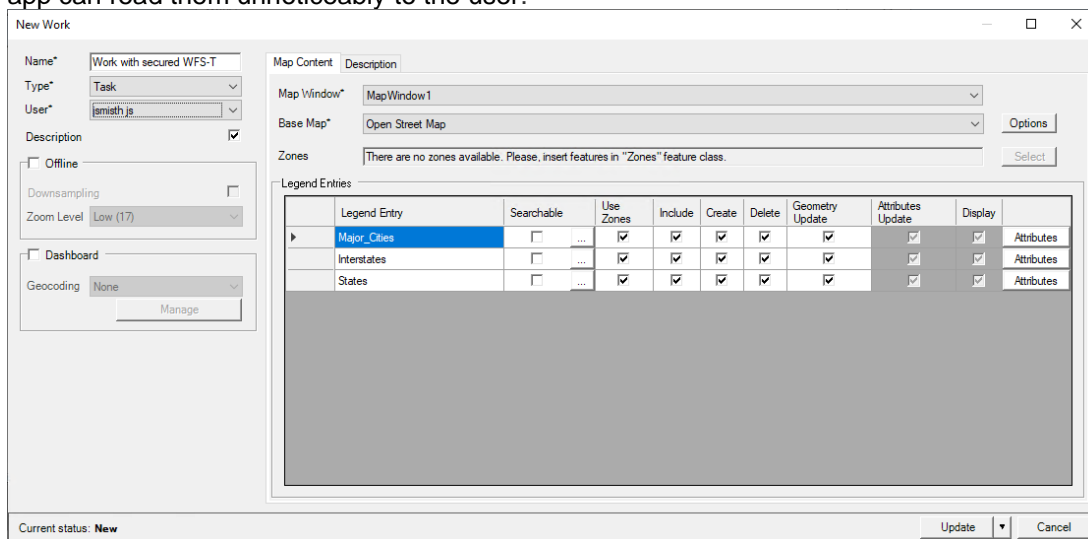 app can read them unnoticeably to the user.
New Work
Name* Work with secured WFS-T
Type* Task
User* jsmisth js
Description
Offline
Downsampling
Zoom Level Low (17)
Dashboard
Geocoding None
Manage
Map Content Description
Map Window* MapWindow1
Base Map* Open Street Map Options
Zones There are no zones available. Please, insert features in "Zones" feature class. Select
Legend Entries
Legend Entry Searchable Use Zones Include Create Delete Geometry Update Attributes Update Display
Major_Cities ... Attributes
Interstates ... Attributes
States ... Attributes
Current status: New Update Cancel